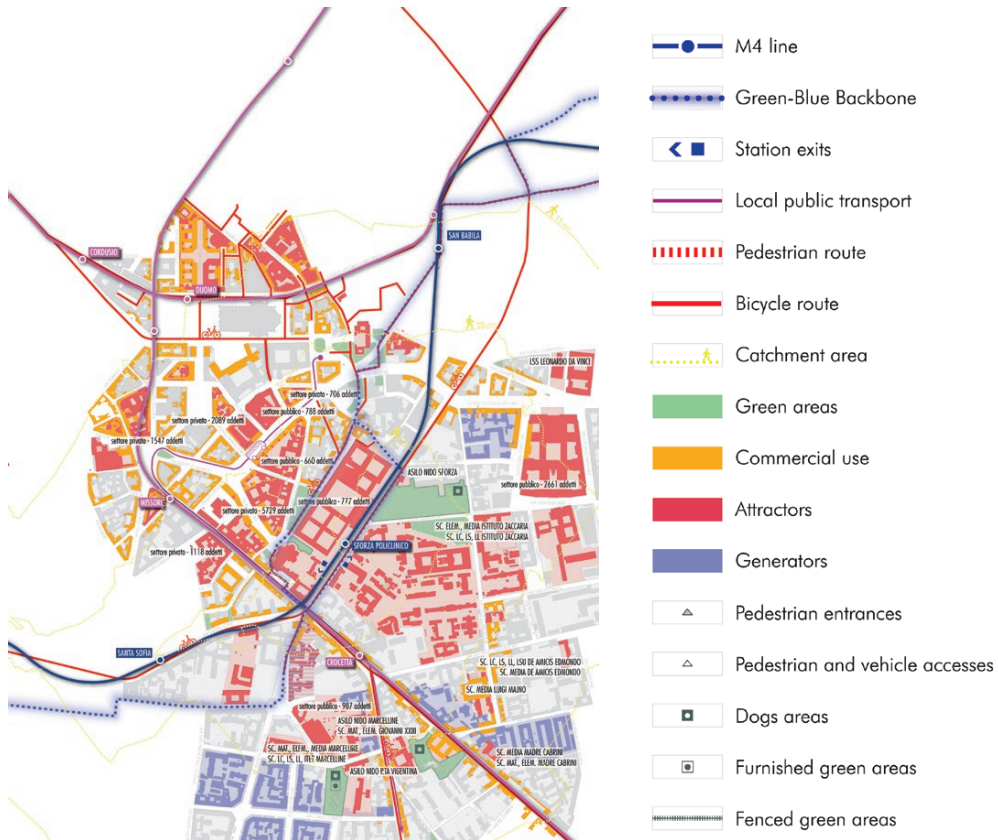 M4 line
Green-Blue Backbone
Station exits
Local public transport
Pedestrian route
Bicycle route
Catchment area
Green areas
Commercial use
Attractors
Generators
Pedestrian entrances
Pedestrian and vehicle accesses
Dogs areas
Furnished green areas
Fenced green areas
CORDUSIO
DUOMO
SAN BABILA
LSS LEONARDO DA VINCI
settore privato - 706 addetti
settore pubblico - 788 addetti
settore privato - 2089 addetti
settore privato - 1547 addetti
settore pubblico - 660 addetti
ASILO NIDO SFORZA
settore pubblico - 2661 addetti
settore pubblico - 777 addetti
MISSORI
settore privato - 5729 addetti
SC. ELEM., MEDIA ISTITUTO ZACCARIA
SC. LC, LS, LL ISTITUTO ZACCARIA
settore privato - 1118 addetti
SFORZA POLICLINICO
SANTA SOFIA
CROCETTA
SC. LC, LS, LL, LSU DE AMICIS EDMONDO
SC. MEDIA DE AMICIS EDMONDO
SC. MEDIA LUIGI MAJNO
settore pubblico - 987 addetti
ASILO NIDO MARCELLINE
SC. MAT., ELEM. GIOVANNI XXIII
SC. MAT., ELEM., MEDIA MARCELLINE
SC. LC, LS, LL, ITET MARCELLINE
ASILO NIDO P.TA VIGENTINA
SC. MEDIA MADRE CABRINI
SC. MAT., ELEM. MADRE CABRINI